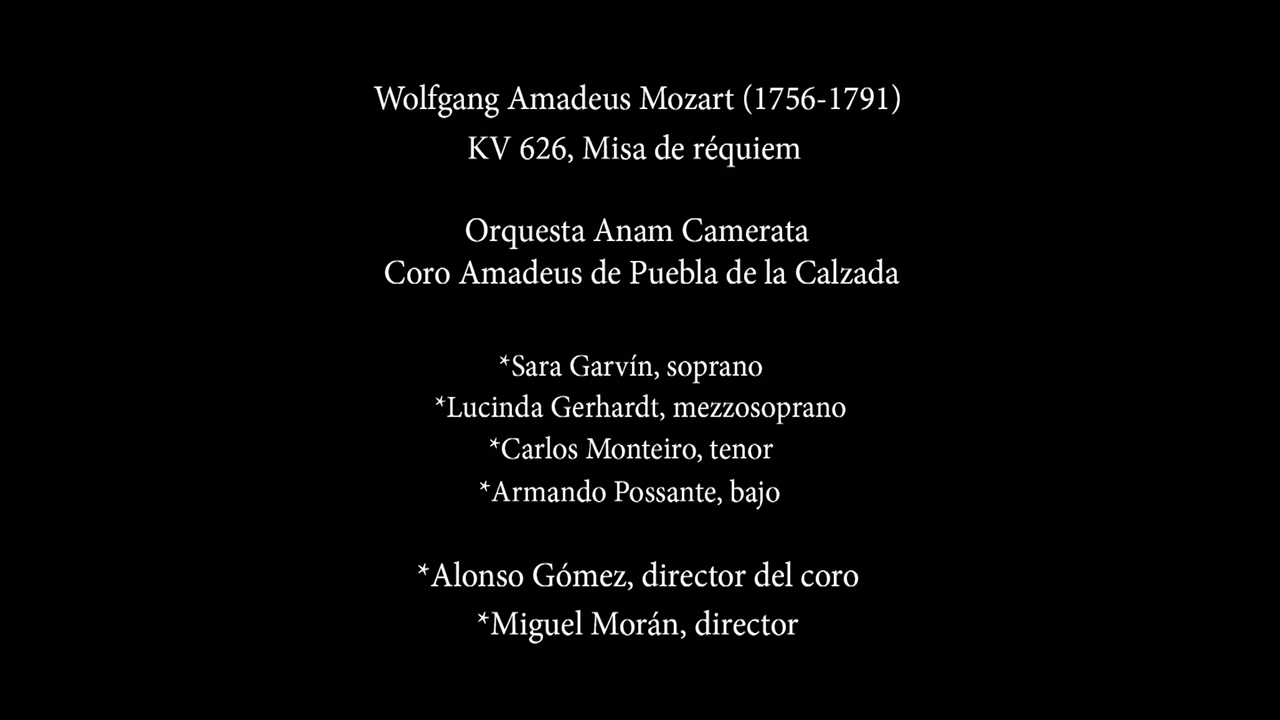 Wolfgang Amadeus Mozart (1756-1791)
KV 626, Misa de réquiem
Orquesta Anam Camerata
Coro Amadeus de Puebla de la Calzada
*Sara Garvín, soprano
*Lucinda Gerhardt, mezzosoprano
*Carlos Monteiro, tenor
*Armando Possante, bajo
*Alonso Gómez, director del coro
*Miguel Morán, director